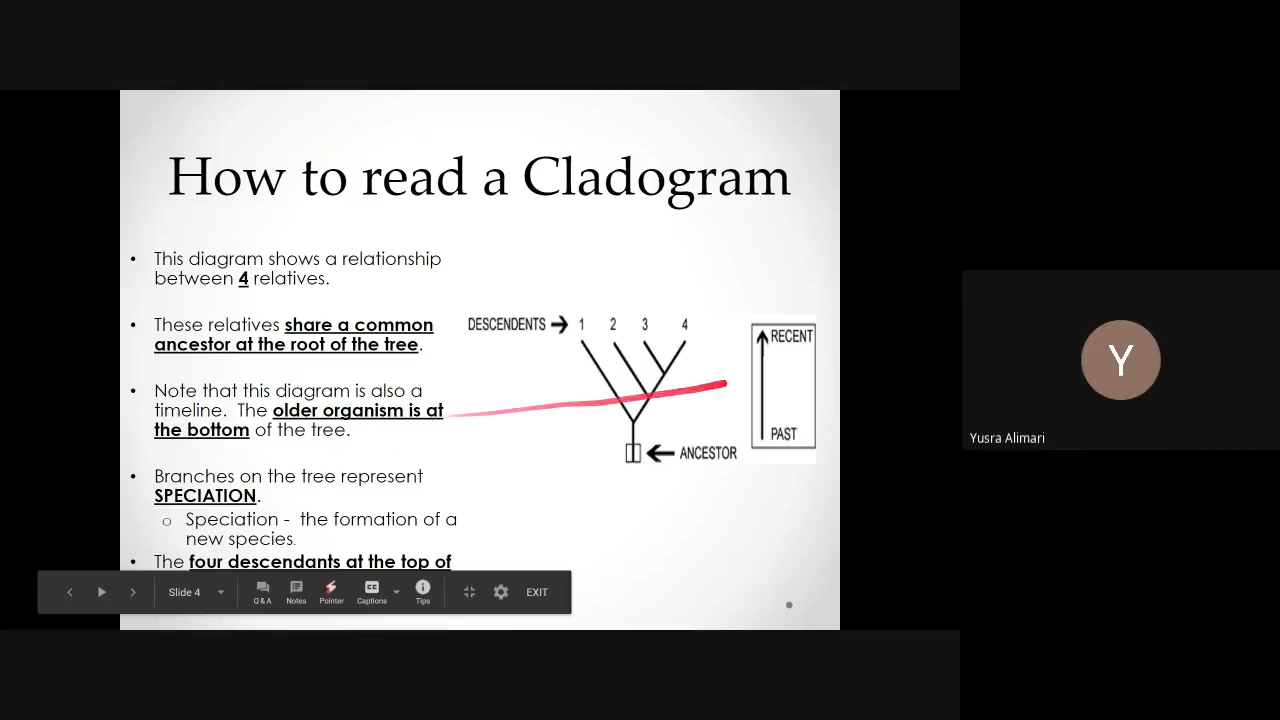 How to read a Cladogram
• This diagram shows a relationship
between 4 relatives.
• These relatives share a common
ancestor at the root of the tree.
• Note that this diagram is also a
timeline. The older organism is at
the bottom of the tree.
• Branches on the tree represent
SPECIATION.
o Speciation - the formation of a
new species.
• The four descendants at the top of
DESCENDENTS 1 2 3 4
RECENT
PAST
ANCESTOR
Slide 4 Q & A Notes Pointer CC Captions Tips EXIT
Y
Yusra Alimari